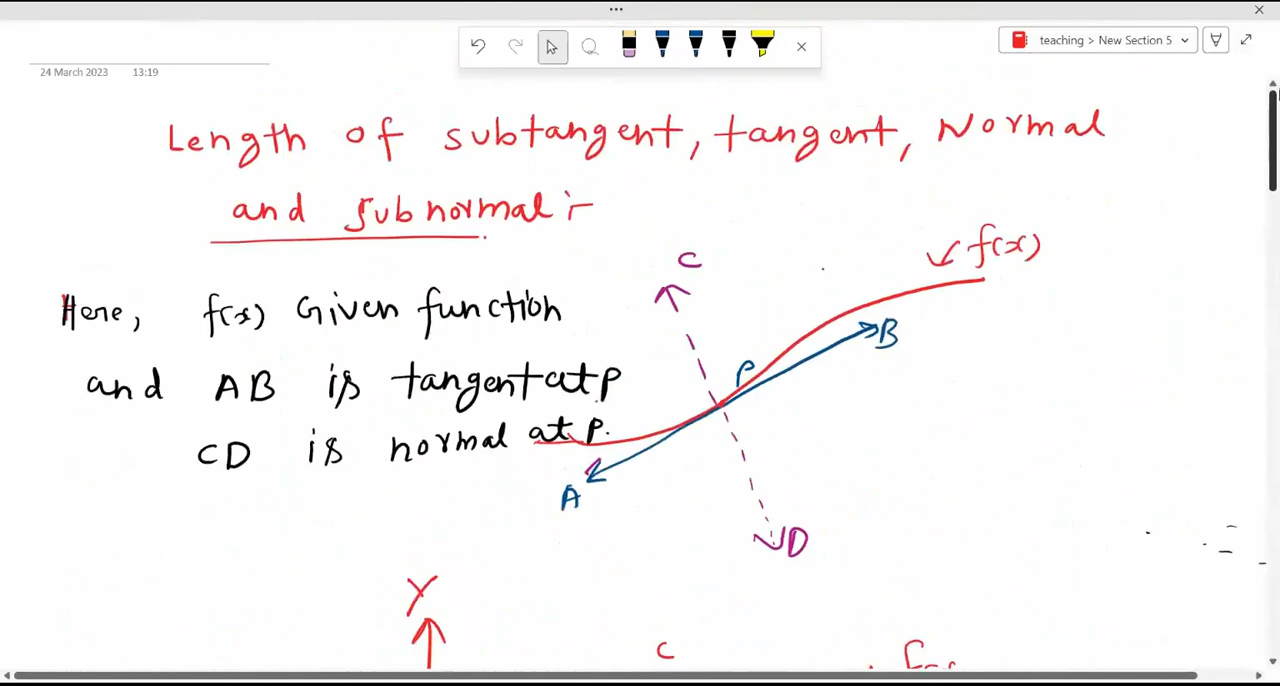 teaching > New Section 5
24 March 2023 13:19
Length of subtangent, tangent, Normal
and subnormal :-
f(x)
C
Here, f(x) Given function
B
P
and AB is tangent at P
CD is normal at P.
A
D
Y
C